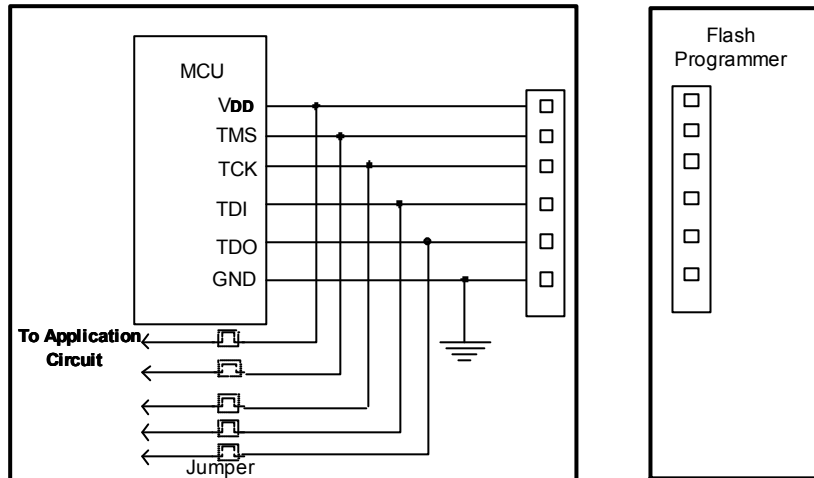 MCU
VDD
TMS
TCK
TDI
TDO
GND
To Application
Circuit
Jumper
Flash
Programmer